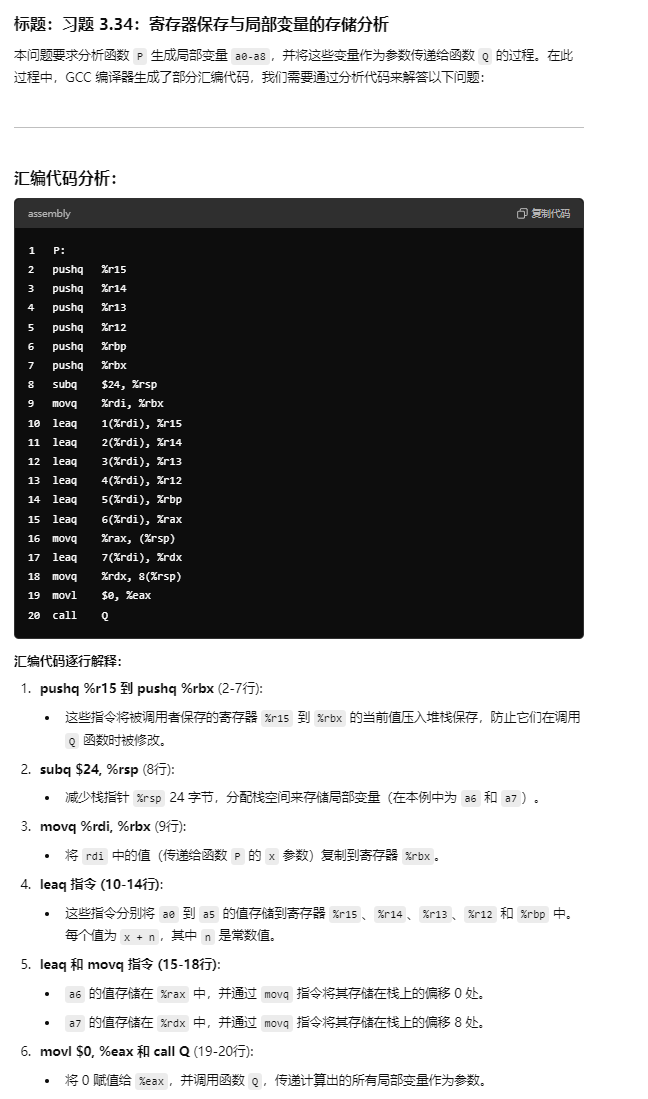 标题：习题 3.34：寄存器保存与局部变量的存储分析
本问题要求分析函数 P 生成局部变量 a0-a8，并将这些变量作为参数传递给函数 Q 的过程。在此
过程中，GCC 编译器生成了部分汇编代码，我们需要通过分析代码来解答以下问题：
汇编代码分析：
assembly 复制代码
1 P:
2 pushq %r15
3 pushq %r14
4 pushq %r13
5 pushq %r12
6 pushq %rbp
7 pushq %rbx
8 subq $24, %rsp
9 movq %rdi, %rbx
10 leaq 1(%rdi), %r15
11 leaq 2(%rdi), %r14
12 leaq 3(%rdi), %r13
13 leaq 4(%rdi), %r12
14 leaq 5(%rdi), %rbp
15 leaq 6(%rdi), %rax
16 movq %rax, (%rsp)
17 leaq 7(%rdi), %rdx
18 movq %rdx, 8(%rsp)
19 movl $0, %eax
20 call Q
汇编代码逐行解释：
1. pushq %r15 到 pushq %rbx (2-7行):
• 这些指令将被调用者保存的寄存器 %r15 到 %rbx 的当前值压入堆栈保存，防止它们在调用
Q 函数时被修改。
2. subq $24, %rsp (8行):
• 减少栈指针 %rsp 24 字节，分配栈空间来存储局部变量（在本例中为 a6 和 a7）。
3. movq %rdi, %rbx (9行):
• 将 rdi 中的值（传递给函数 P 的 x 参数）复制到寄存器 %rbx。
4. leaq 指令 (10-14行):
• 这些指令分别将 a0 到 a5 的值存储到寄存器 %r15、%r14、%r13、%r12 和 %rbp 中。
每个值为 x + n，其中 n 是常数值。
5. leaq 和 movq 指令 (15-18行):
• a6 的值存储在 %rax 中，并通过 movq 指令将其存储在栈上的偏移 0 处。
• a7 的值存储在 %rdx 中，并通过 movq 指令将其存储在栈上的偏移 8 处。
6. movl $0, %eax 和 call Q (19-20行):
• 将 0 赋值给 %eax，并调用函数 Q，传递计算出的所有局部变量作为参数。